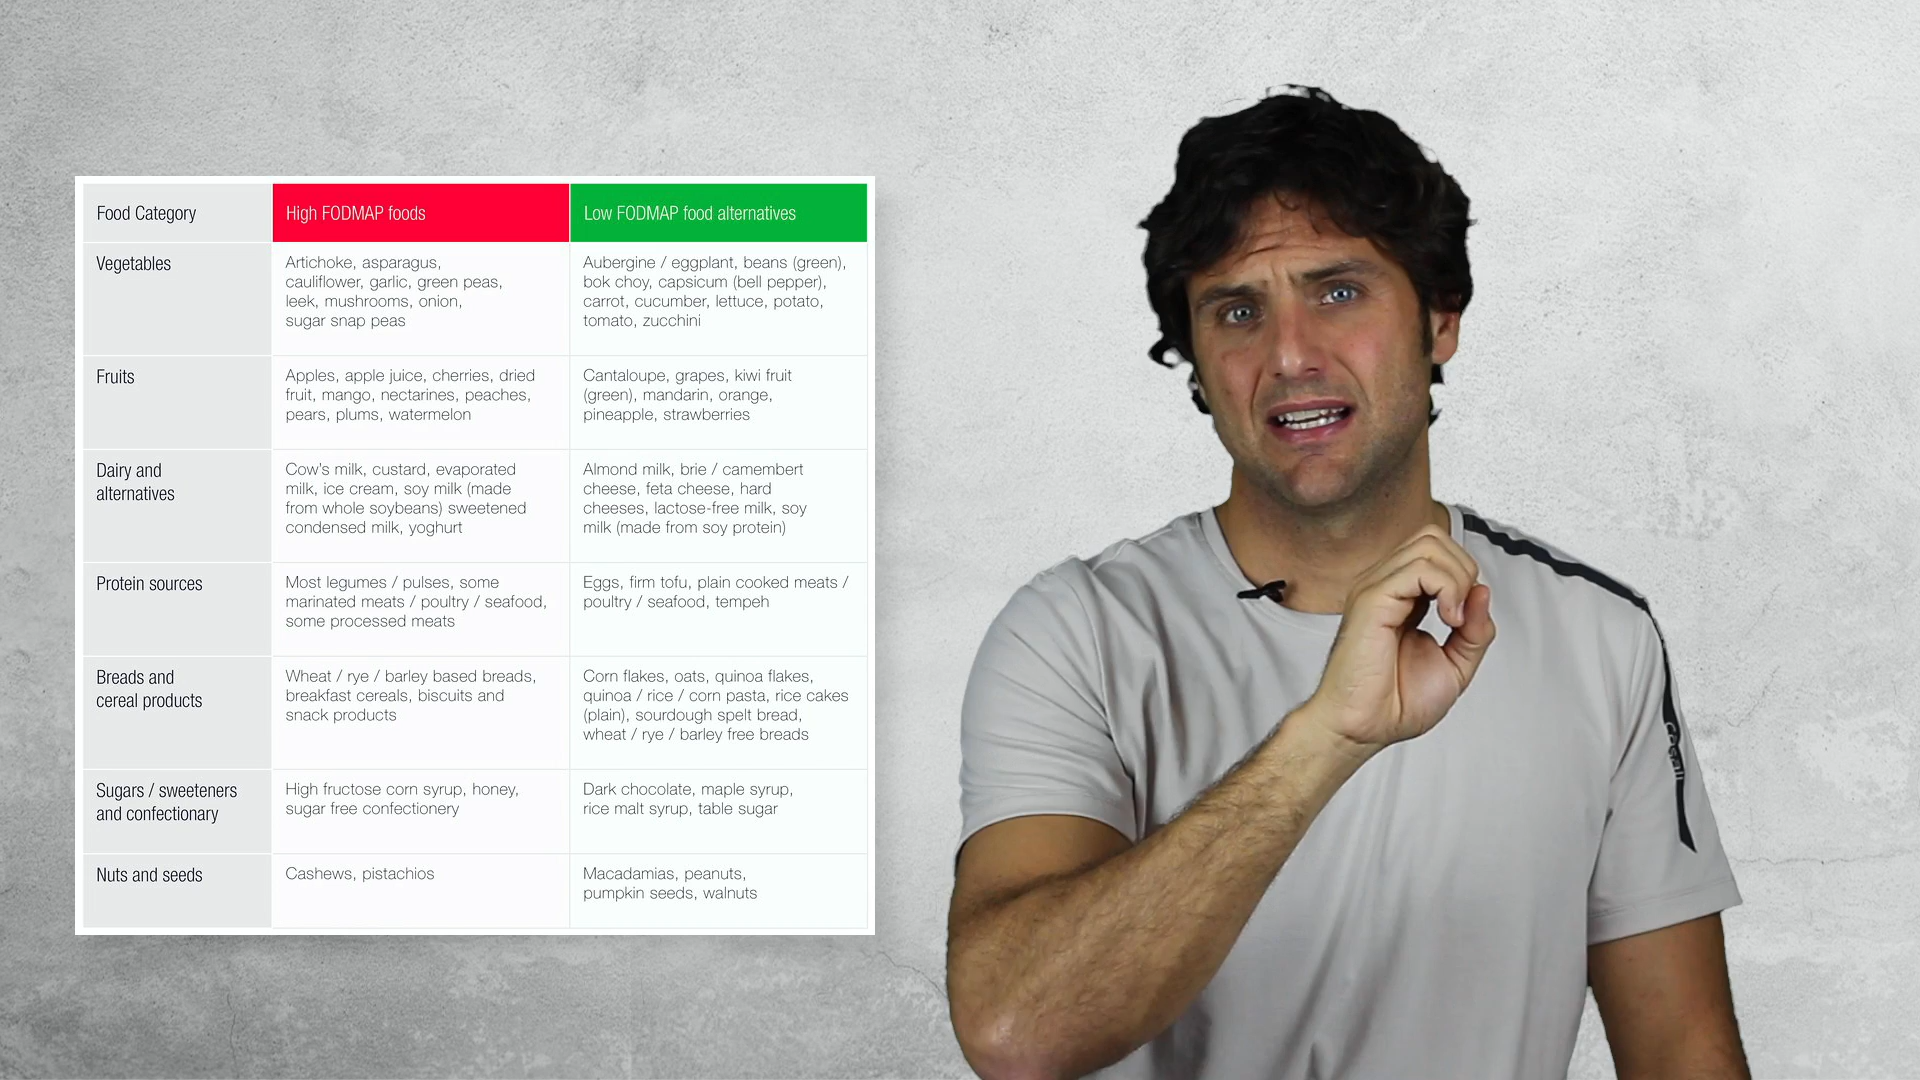 Food Category
High FODMAP foods
Low FODMAP food alternatives
Vegetables
Artichoke, asparagus,
cauliflower, garlic, green peas,
leek, mushrooms, onion,
sugar snap peas
Aubergine / eggplant, beans (green),
bok choy, capsicum (bell pepper),
carrot, cucumber, lettuce, potato,
tomato, zucchini
Fruits
Apples, apple juice, cherries, dried
fruit, mango, nectarines, peaches,
pears, plums, watermelon
Cantaloupe, grapes, kiwi fruit
(green), mandarin, orange,
pineapple, strawberries
Dairy and
alternatives
Cow's milk, custard, evaporated
milk, ice cream, soy milk (made
from whole soybeans) sweetened
condensed milk, yoghurt
Almond milk, brie / camembert
cheese, feta cheese, hard
cheeses, lactose-free milk, soy
milk (made from soy protein)
Protein sources
Most legumes / pulses, some
marinated meats / poultry / seafood,
some processed meats
Eggs, firm tofu, plain cooked meats /
poultry / seafood, tempeh
Breads and
cereal products
Wheat / rye / barley based breads,
breakfast cereals, biscuits and
snack products
Corn flakes, oats, quinoa flakes,
quinoa / rice / corn pasta, rice cakes
(plain), sourdough spelt bread,
wheat / rye / barley free breads
Sugars / sweeteners
and confectionary
High fructose corn syrup, honey,
sugar free confectionery
Dark chocolate, maple syrup,
rice malt syrup, table sugar
Nuts and seeds
Cashews, pistachios
Macadamias, peanuts,
pumpkin seeds, walnuts